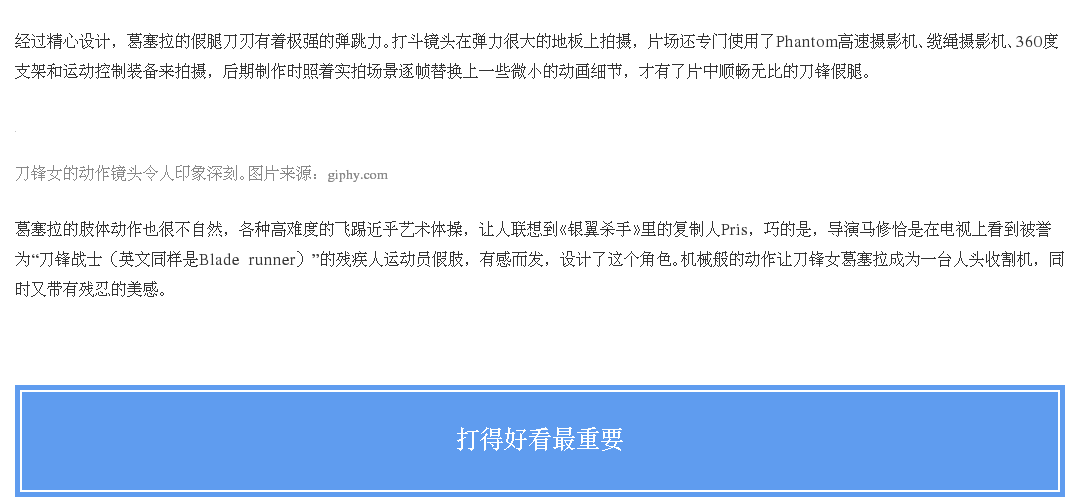 经过精心设计，葛塞拉的假腿刀刃有着极强的弹跳力。打斗镜头在弹力很大的地板上拍摄，片场还专门使用了Phantom高速摄影机、缆绳摄影机、360度
支架和运动控制装备来拍摄，后期制作时照着实拍场景逐帧替换上一些微小的动画细节，才有了片中顺畅无比的刀锋假腿。
刀锋女的动作镜头令人印象深刻。图片来源：giphy.com
葛塞拉的肢体动作也很不自然，各种高难度的飞踢近乎艺术体操，让人联想到《银翼杀手》里的复制人Pris，巧的是，导演马修恰是在电视上看到被誉
为“刀锋战士（英文同样是Blade runner）”的残疾人运动员假肢，有感而发，设计了这个角色。机械般的动作让刀锋女葛塞拉成为一台人头收割机，同
时又带有残忍的美感。
打得好看最重要